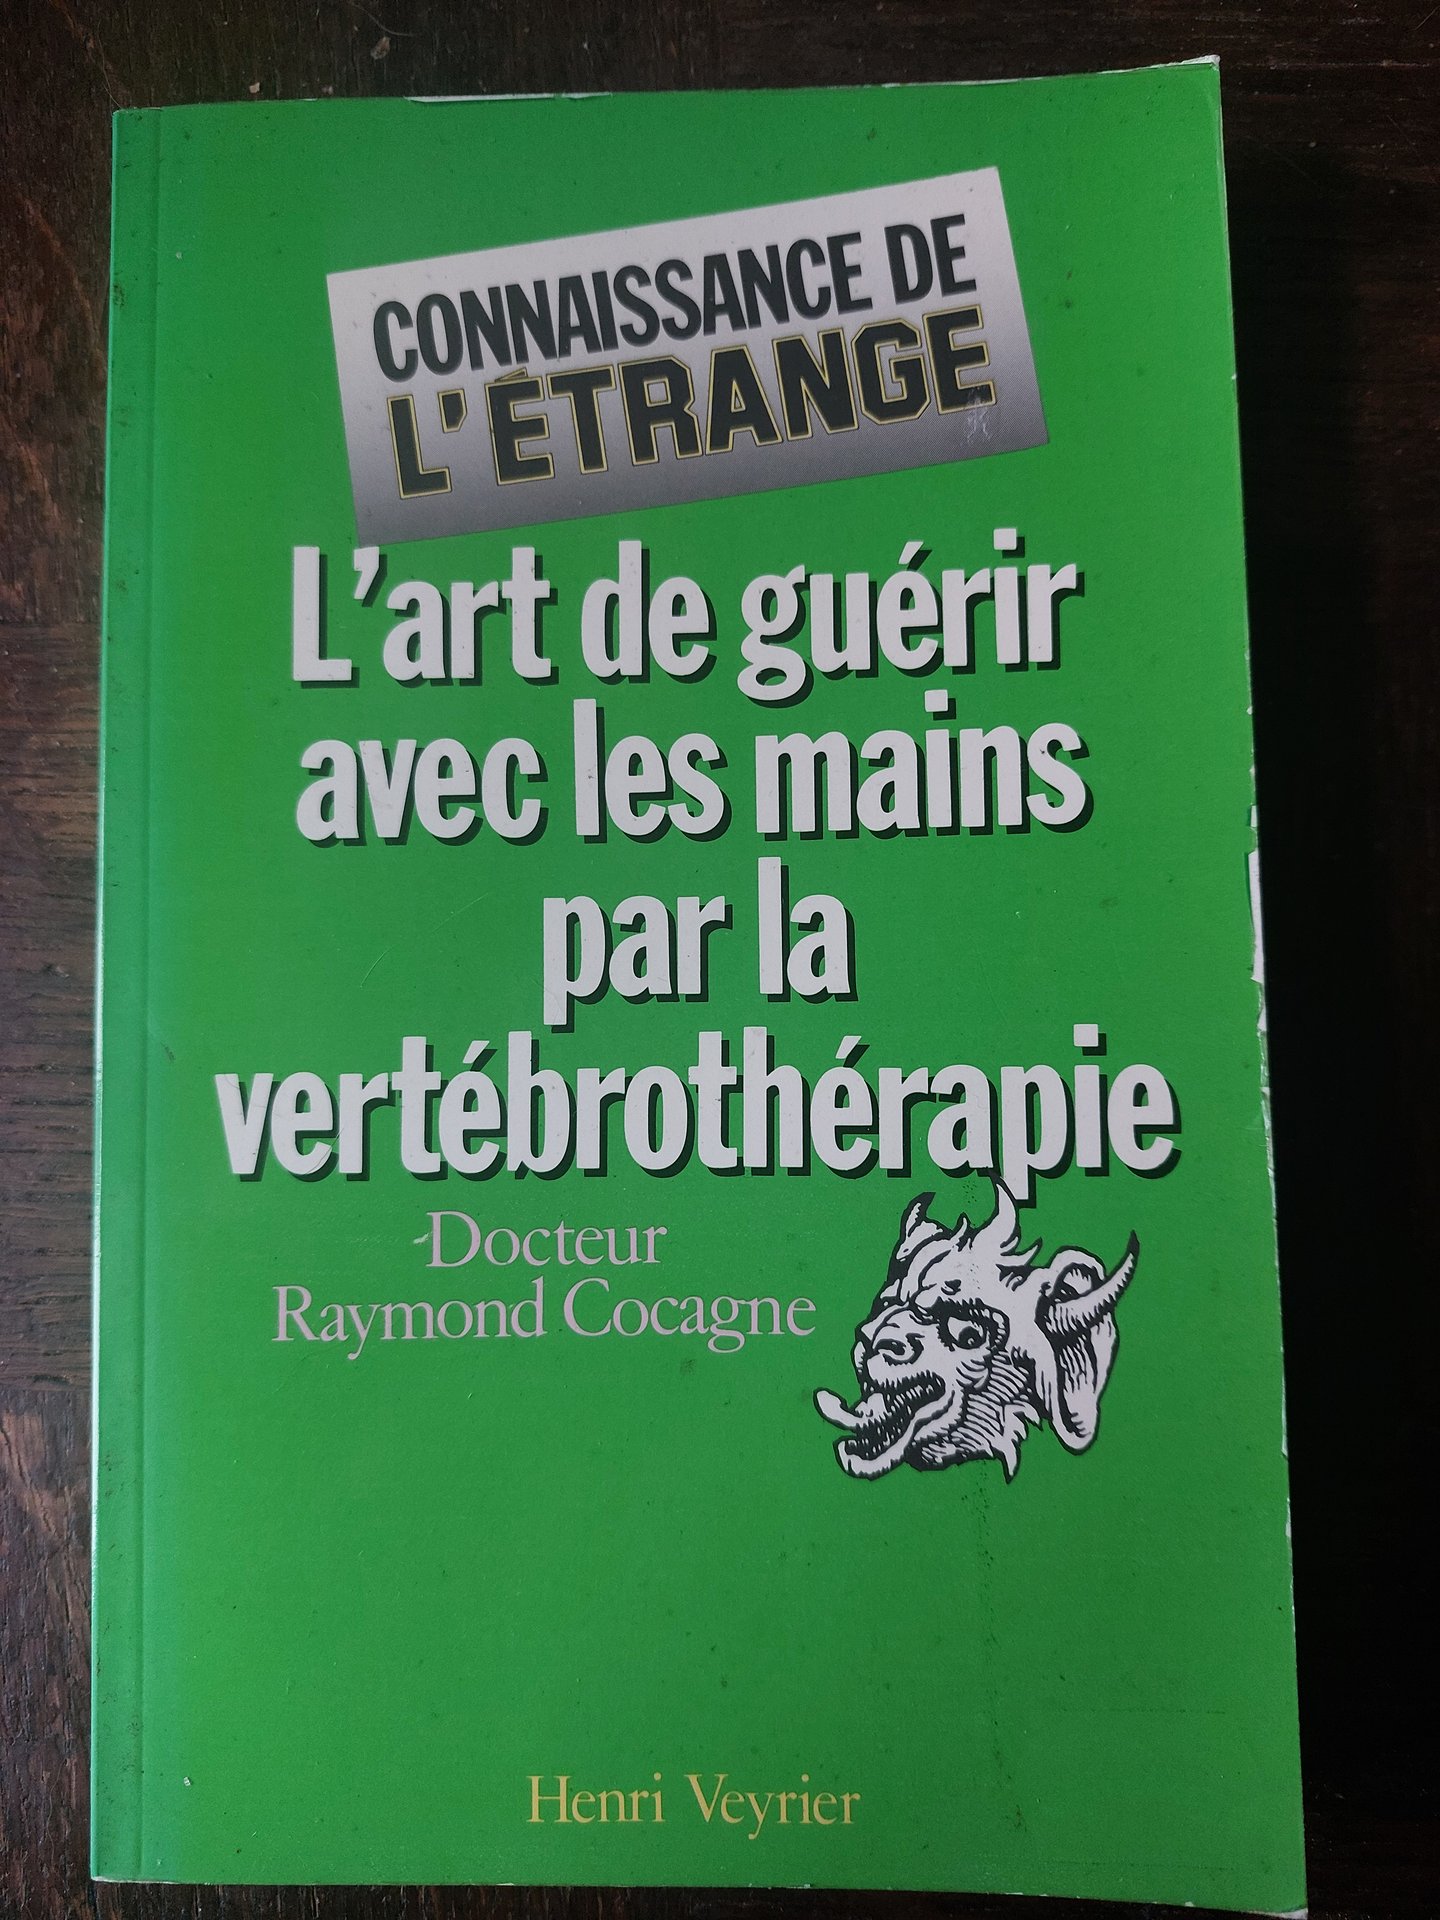 CONNAISSANCE DE
L'ÉTRANGE
L'art de guérir
avec les mains
par la
vertébrothérapie
Docteur
Raymond Cocagne
Henri Veyrier